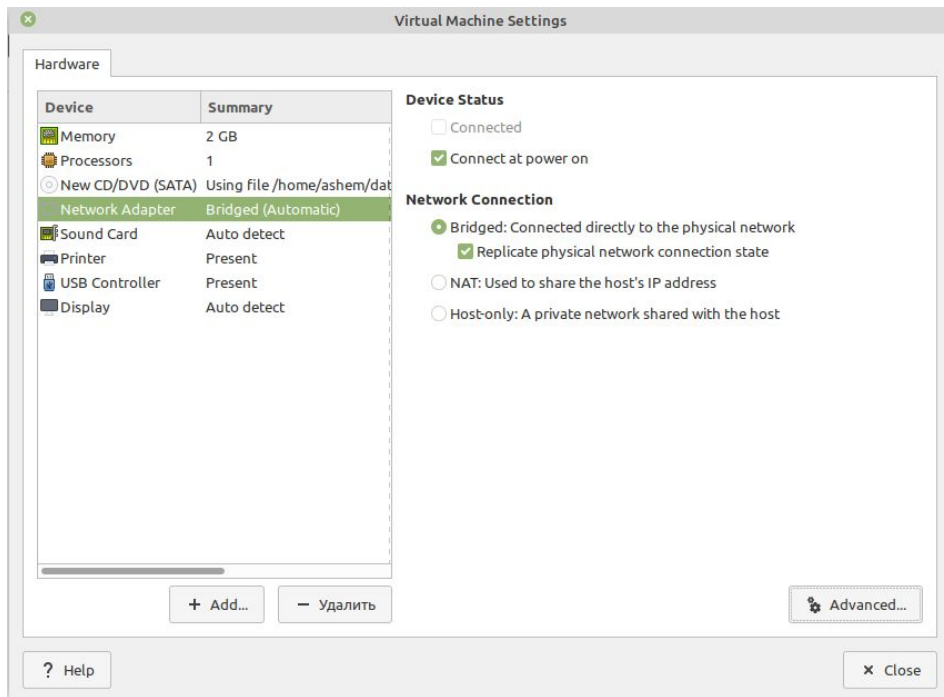 Virtual Machine Settings
Hardware
Device Summary
Memory 2 GB
Processors 1
New CD/DVD (SATA) Using file /home/ashem/dat
Network Adapter Bridged (Automatic)
Sound Card Auto detect
Printer Present
USB Controller Present
Display Auto detect
+ Add...
− Удалить
Device Status
Connected
Connect at power on
Network Connection
Bridged: Connected directly to the physical network
Replicate physical network connection state
NAT: Used to share the host's IP address
Host-only: A private network shared with the host
Advanced...
? Help
× Close